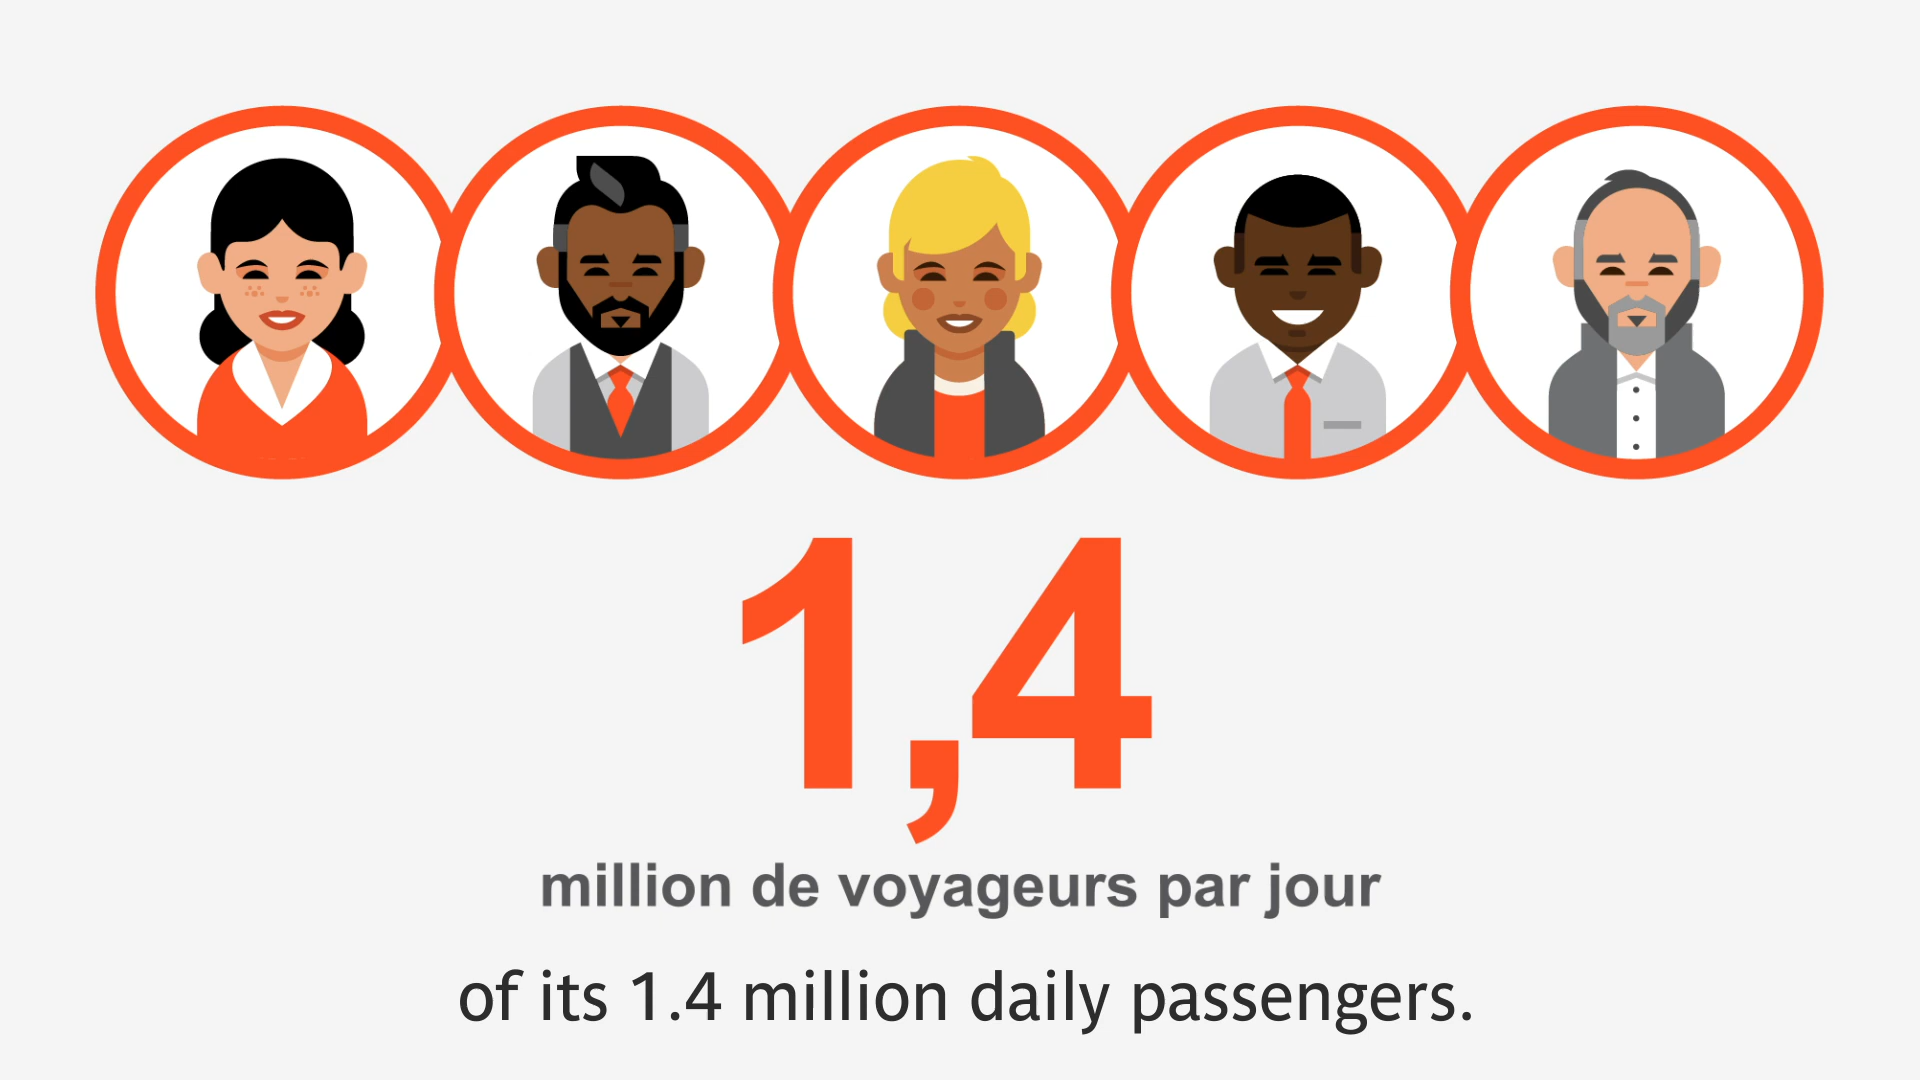 1,4
million de voyageurs par jour
of its 1.4 million daily passengers.